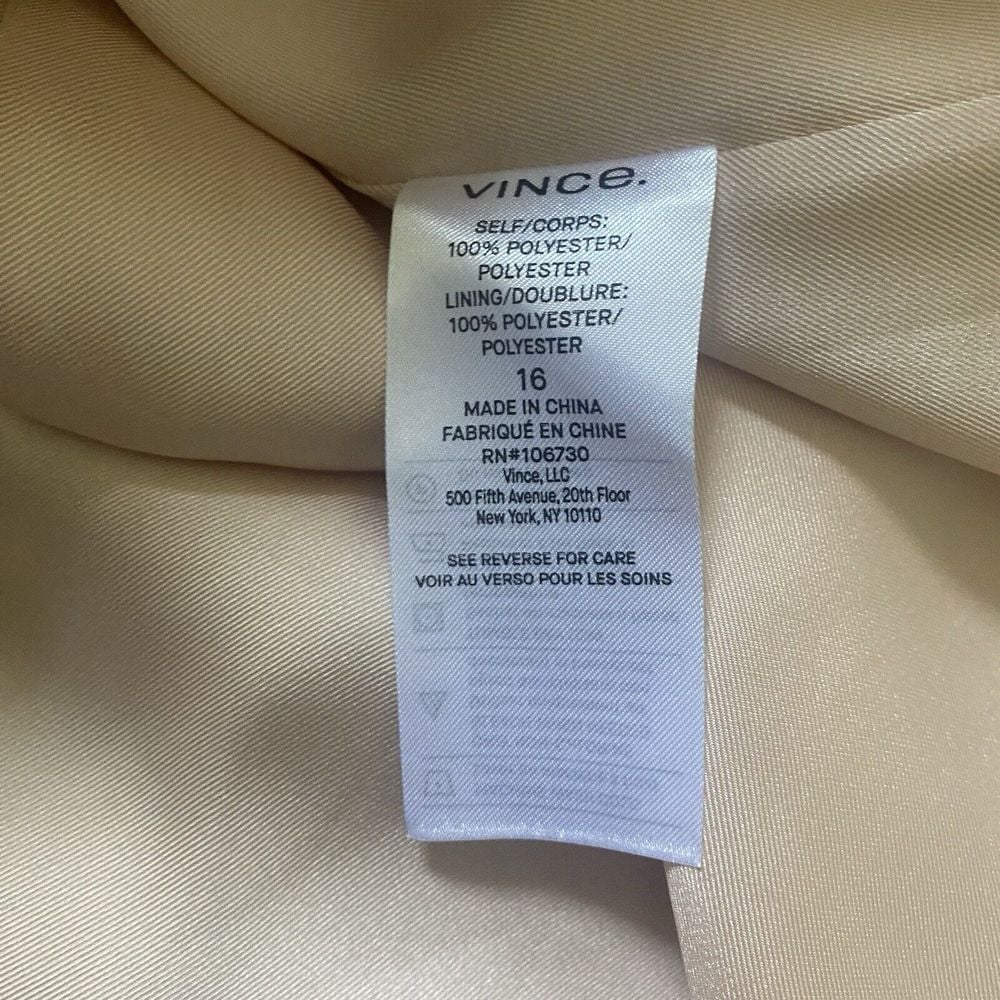 VINCE.
SELF/CORPS:
100% POLYESTER/
POLYESTER
LINING/DOUBLURE:
100% POLYESTER/
POLYESTER
16
MADE IN CHINA
FABRIQUÉ EN CHINE
RN#106730
Vince, LLC
500 Fifth Avenue, 20th Floor
New York, NY 10110
SEE REVERSE FOR CARE
VOIR AU VERSO POUR LES SOINS